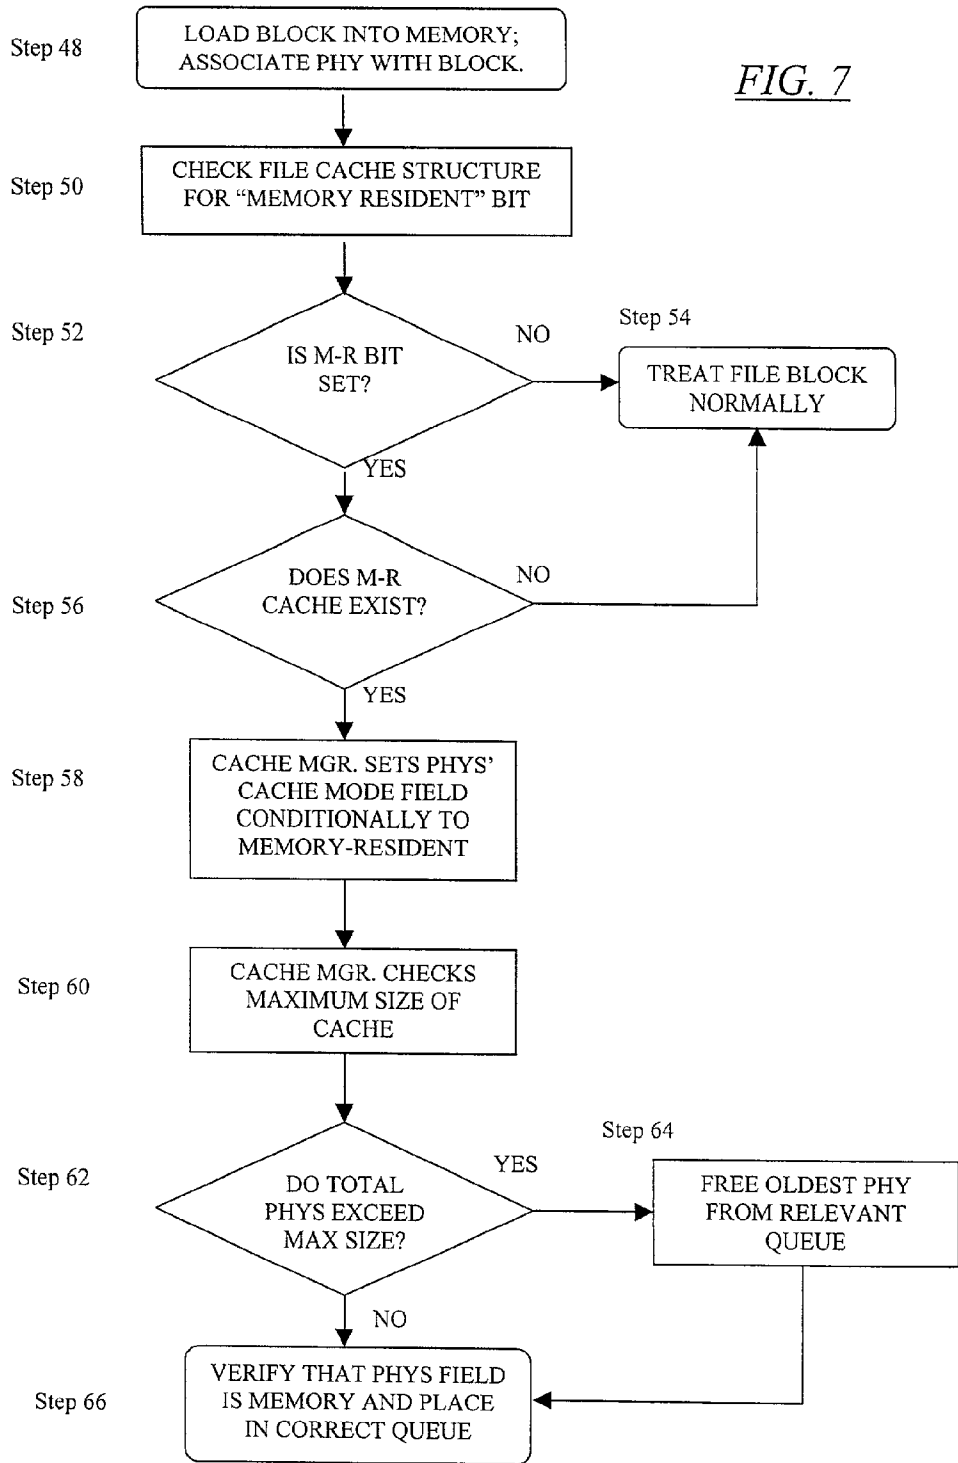 Step 48
LOAD BLOCK INTO MEMORY;
ASSOCIATE PHY WITH BLOCK.
FIG. 7
Step 50
CHECK FILE CACHE STRUCTURE
FOR “MEMORY RESIDENT” BIT
Step 52
IS M-R BIT
SET?
NO
Step 54
TREAT FILE BLOCK
NORMALLY
YES
Step 56
DOES M-R
CACHE EXIST?
NO
YES
Step 58
CACHE MGR. SETS PHYS’
CACHE MODE FIELD
CONDITIONALLY TO
MEMORY-RESIDENT
Step 60
CACHE MGR. CHECKS
MAXIMUM SIZE OF
CACHE
Step 62
DO TOTAL
PHYS EXCEED
MAX SIZE?
YES
Step 64
FREE OLDEST PHY
FROM RELEVANT
QUEUE
NO
Step 66
VERIFY THAT PHYS FIELD
IS MEMORY AND PLACE
IN CORRECT QUEUE